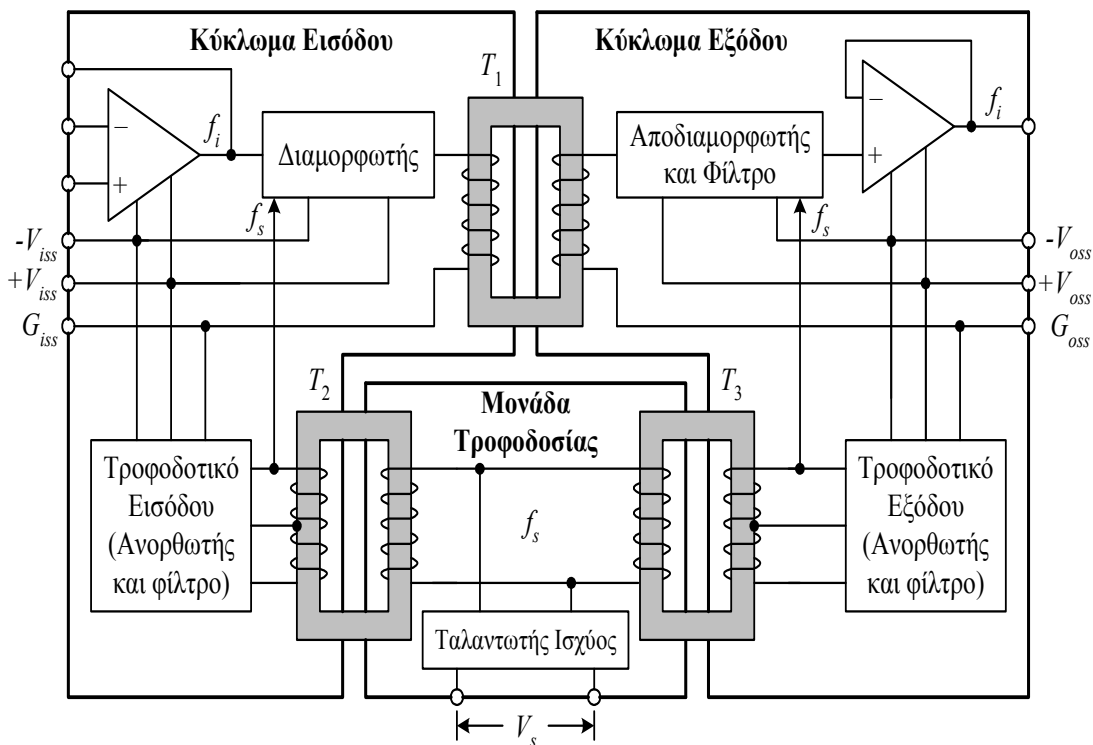 Κύκλωμα Εισόδου
Κύκλωμα Εξόδου
T1
fi
fi
−
+
−
+
Διαμορφωτής
Αποδιαμορφωτής
και Φίλτρο
fs
fs
-Viss
+Viss
Giss
-Voss
+Voss
Goss
T2
T3
Μονάδα
Τροφοδοσίας
Τροφοδοτικό
Εισόδου
(Ανορθωτής
και φίλτρο)
fs
Τροφοδοτικό
Εξόδου
(Ανορθωτής
και φίλτρο)
Ταλαντωτής Ισχύος
Vs